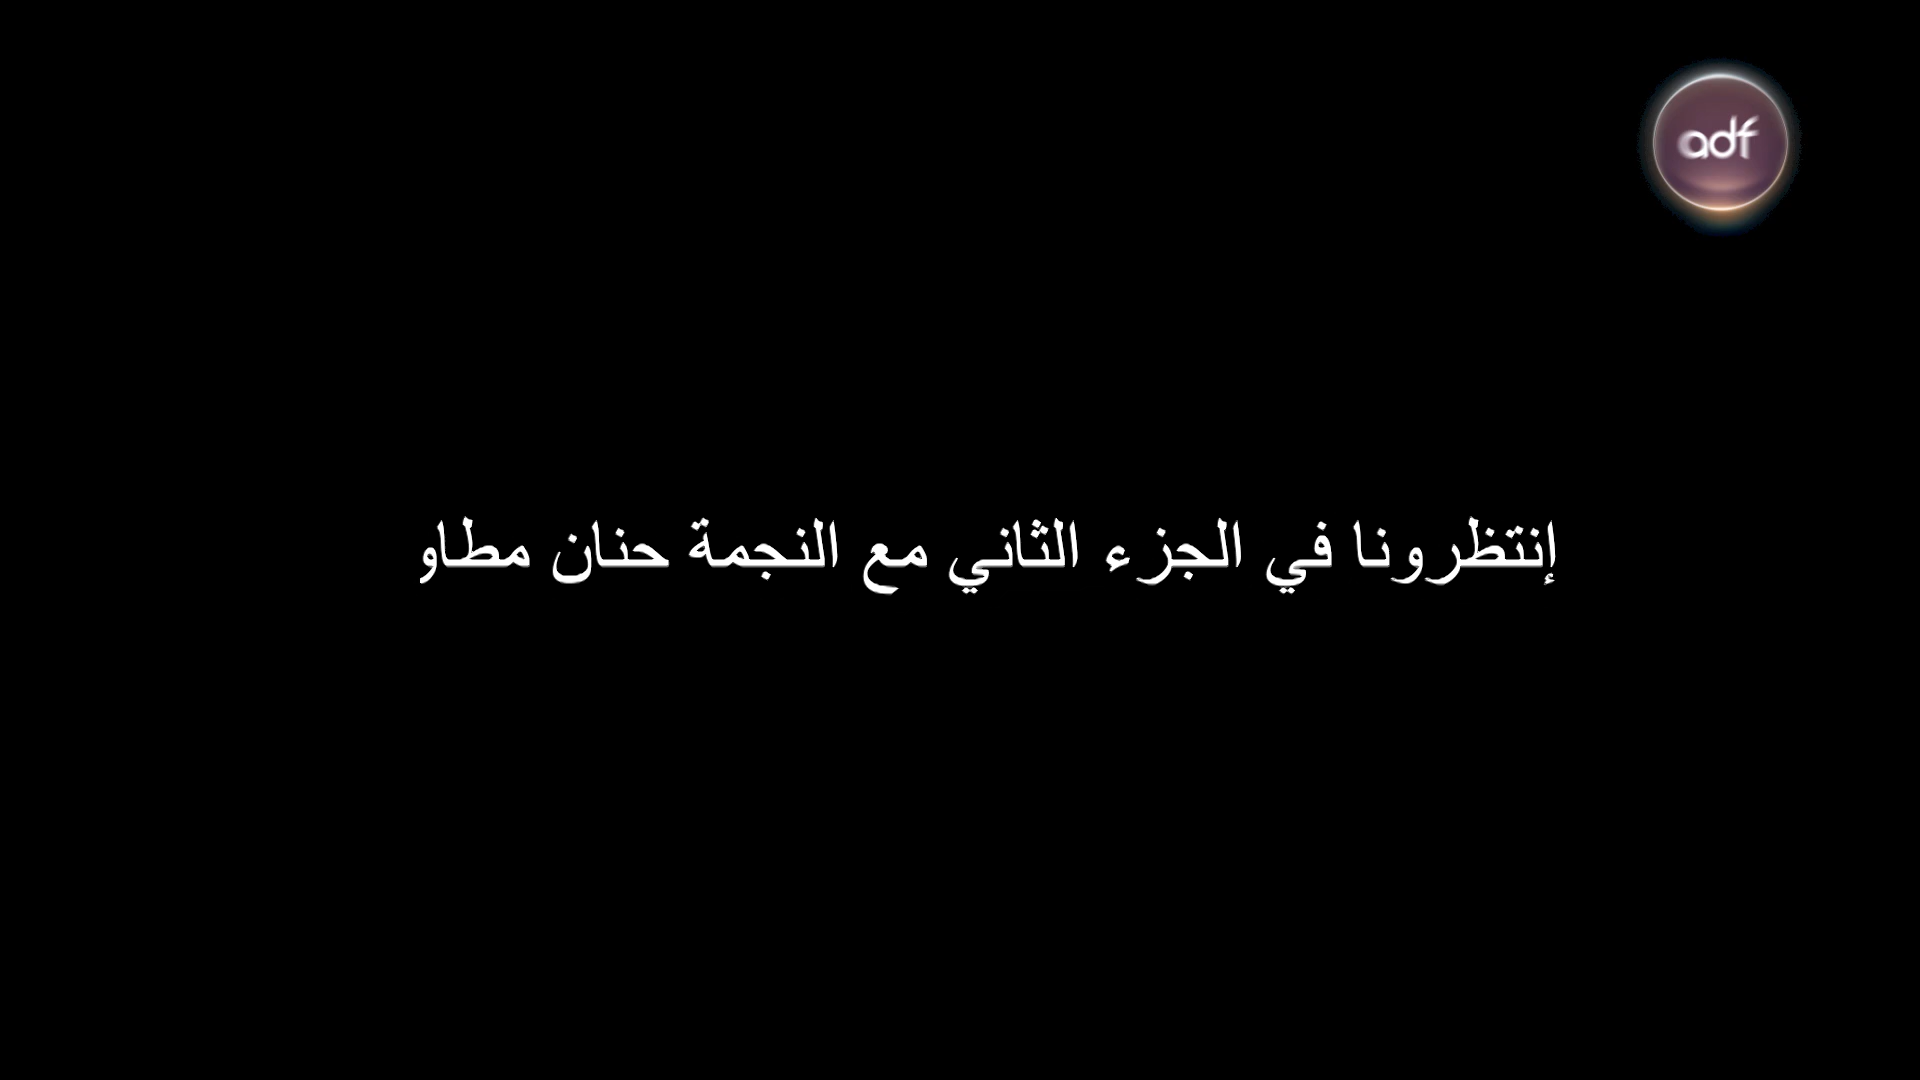 adf
إنتظرونا في الجزء الثاني مع النجمة حنان مطاو